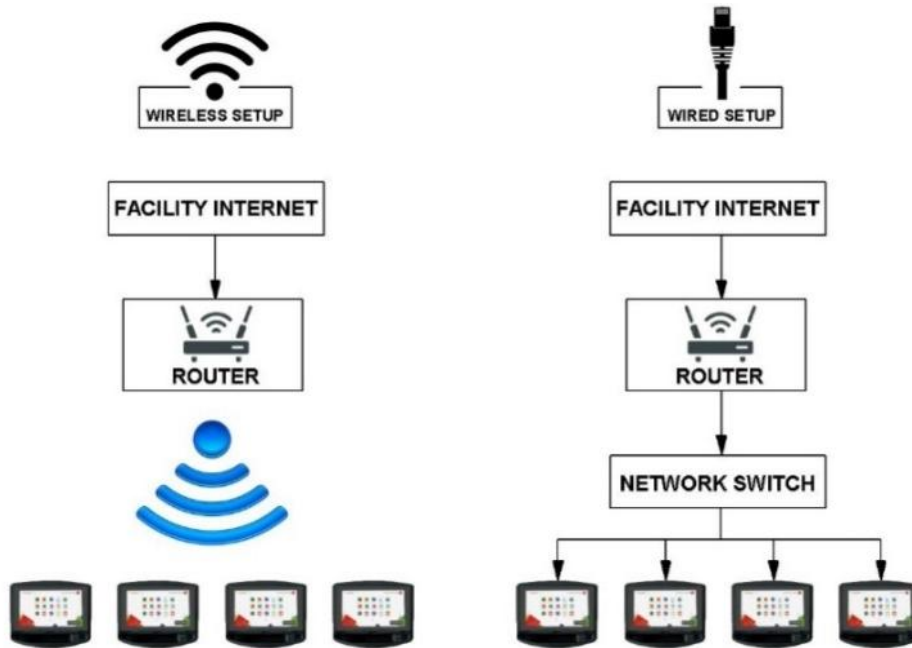 WIRELESS SETUP
WIRED SETUP
FACILITY INTERNET
FACILITY INTERNET
ROUTER
ROUTER
NETWORK SWITCH